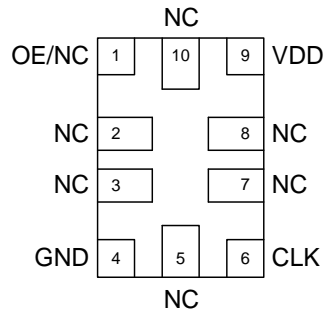 NC
OE/NC 1 10 9 VDD
NC 2 8 NC
NC 3 7 NC
GND 4 5 6 CLK
NC